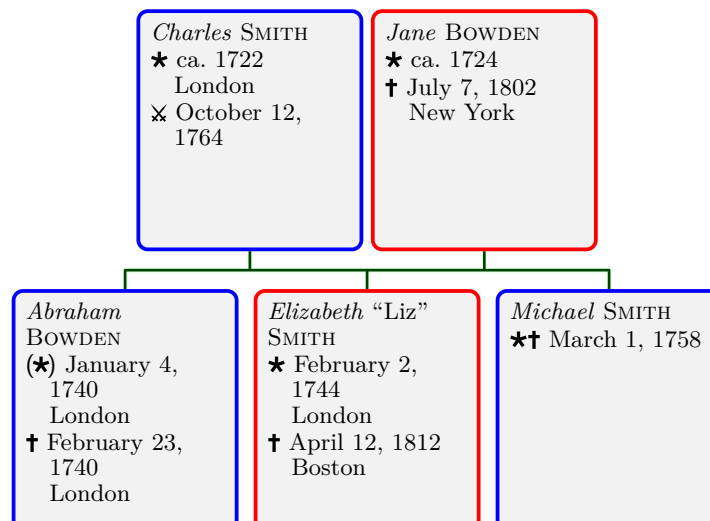 Charles SMITH
★ ca. 1722
London
⚔ October 12,
1764
Jane BOWDEN
★ ca. 1724
† July 7, 1802
New York
Abraham
BOWDEN
(★) January 4,
1740
London
† February 23,
1740
London
Elizabeth “Liz”
SMITH
★ February 2,
1744
London
† April 12, 1812
Boston
Michael SMITH
★† March 1, 1758